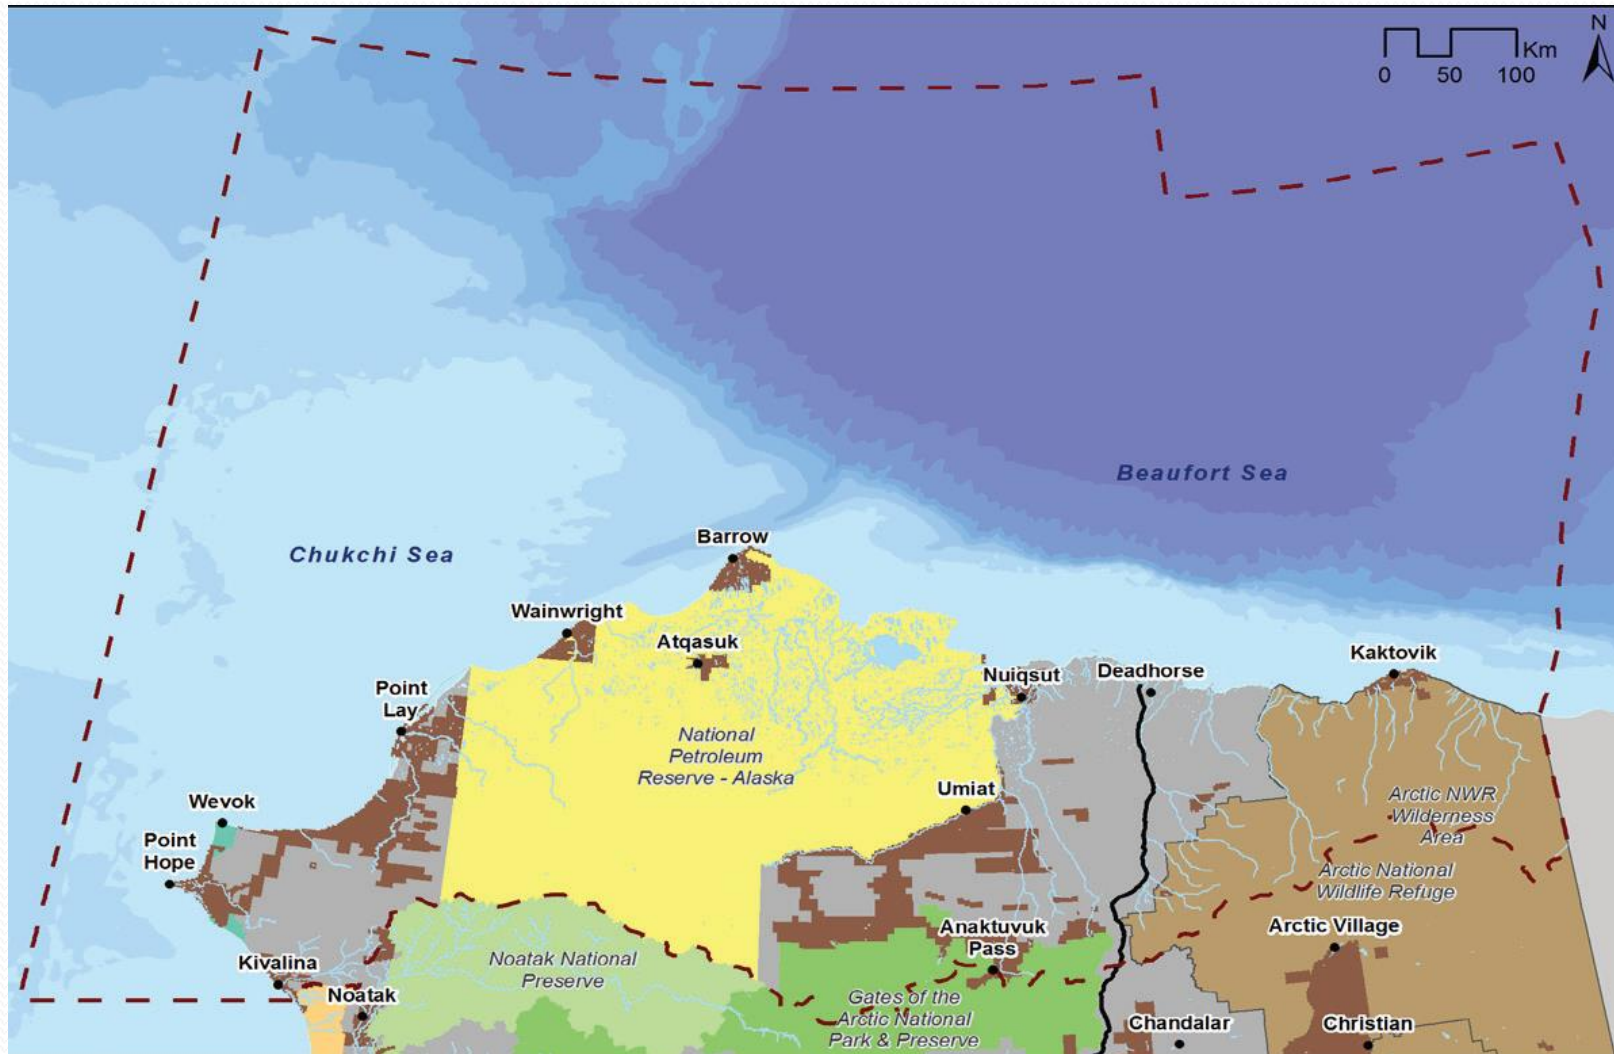 N
Km
0 50 100
Beaufort Sea
Chukchi Sea
Barrow
Wainwright
Atqasuk
Point
Lay
Nuiqsut
Deadhorse
Kaktovik
National
Petroleum
Reserve - Alaska
Umiat
Wevok
Point
Hope
Arctic NWR
Wilderness
Area
Arctic National
Wildlife Refuge
Anaktuvuk
Pass
Arctic Village
Kivalina
Noatak
Noatak National
Preserve
Gates of the
Arctic National
Park & Preserve
Chandalar
Christian